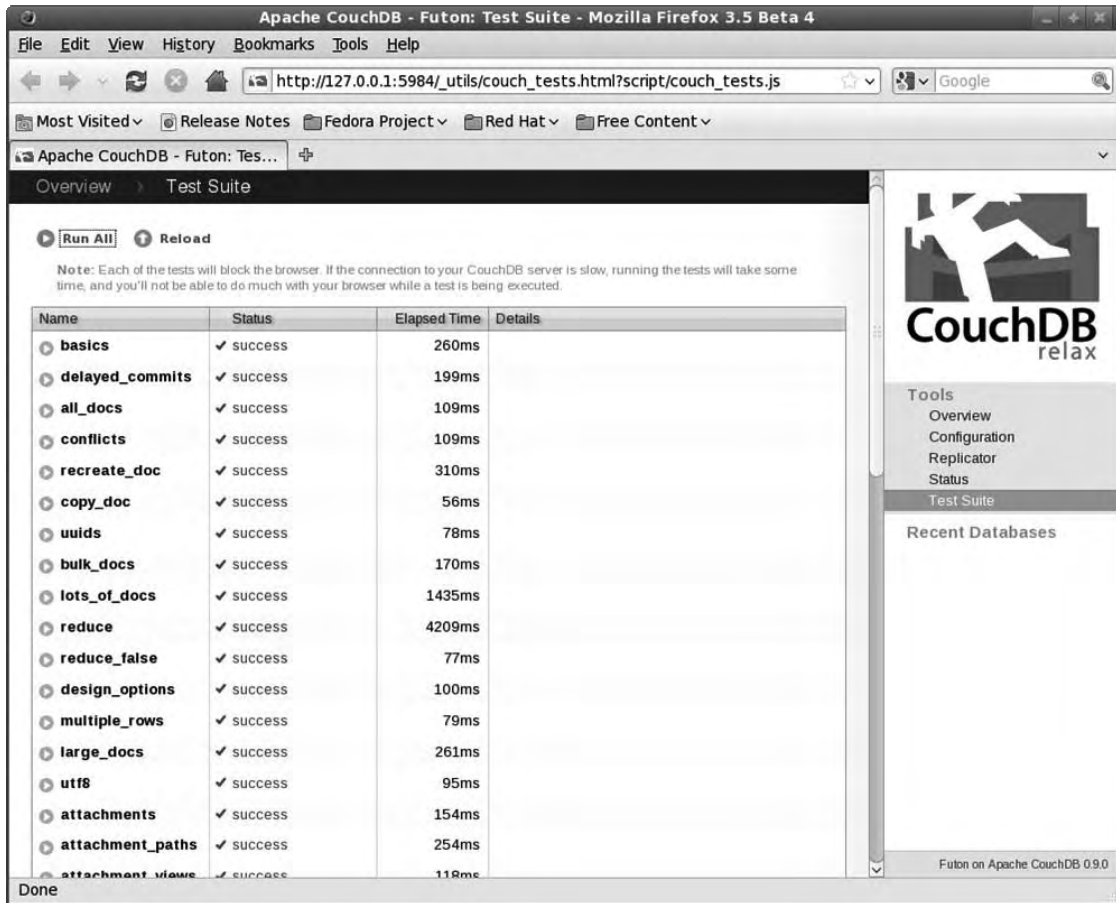 Apache CouchDB - Futon: Test Suite - Mozilla Firefox 3.5 Beta 4
File Edit View History Bookmarks Tools Help
http://127.0.0.1:5984/_utils/couch_tests.html?script/couch_tests.js Google
Most Visited Release Notes Fedora Project Red Hat Free Content
Apache CouchDB - Futon: Tes...
Overview Test Suite
Run All Reload
Note: Each of the tests will block the browser. If the connection to your CouchDB server is slow, running the tests will take some
time, and you'll not be able to do much with your browser while a test is being executed.
Name Status Elapsed Time Details
basics success 260ms
delayed_commits success 199ms
all_docs success 109ms
conflicts success 109ms
recreate_doc success 310ms
copy_doc success 56ms
uuids success 78ms
bulk_docs success 170ms
lots_of_docs success 1435ms
reduce success 4209ms
reduce_false success 77ms
design_options success 100ms
multiple_rows success 79ms
large_docs success 261ms
utf8 success 95ms
attachments success 154ms
attachment_paths success 254ms
attachment_views success 118ms
CouchDB
relax
Tools
Overview
Configuration
Replicator
Status
Test Suite
Recent Databases
Futon on Apache CouchDB 0.9.0
Done